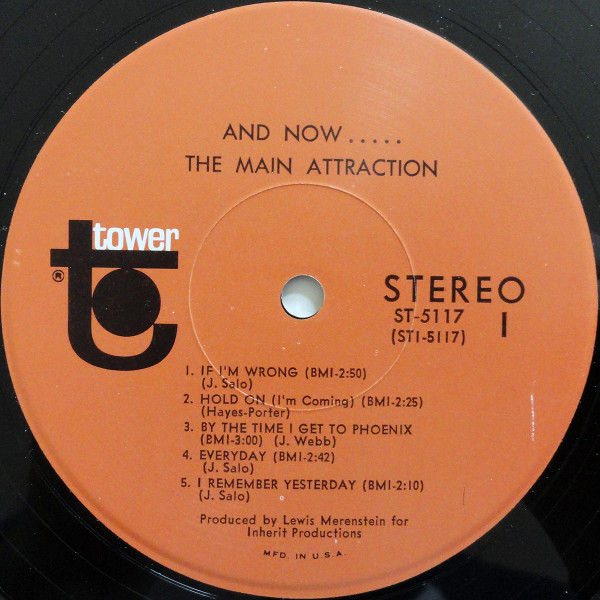 AND NOW.....
THE MAIN ATTRACTION
tower
t
®
STEREO
ST-5117
(ST1-5117)
1
1. IF I'M WRONG (BMI-2:50)
(J. Salo)
2. HOLD ON (I'm Coming) (BMI-2:25)
(Hayes-Porter)
3. BY THE TIME I GET TO PHOENIX
(BMI-3:00) (J. Webb)
4. EVERYDAY (BMI-2:42)
(J. Salo)
5. I REMEMBER YESTERDAY (BMI-2:10)
(J. Salo)
Produced by Lewis Merenstein for
Inherit Productions
MFD. IN U.S.A.